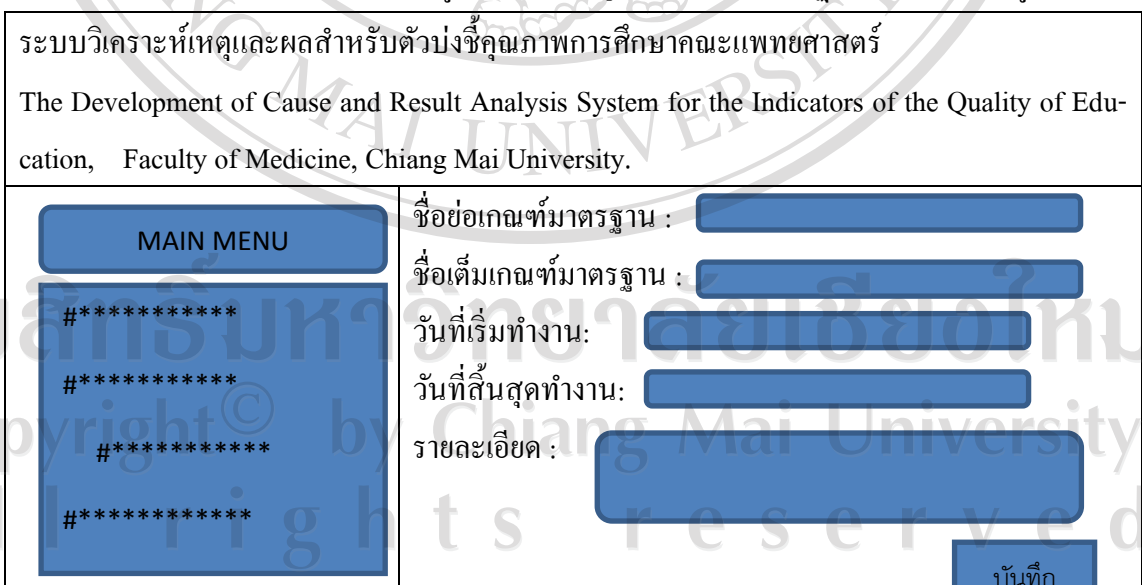 ระบบวิเคราะห์เหตุและผลสำหรับตัวบ่งชี้คุณภาพการศึกษาคณะแพทยศาสตร์
The Development of Cause and Result Analysis System for the Indicators of the Quality of Edu-
cation, Faculty of Medicine, Chiang Mai University.
MAIN MENU
#***********
#***********
#***********
#************
ชื่อย่อเกณฑ์มาตรฐาน :
ชื่อเต็มเกณฑ์มาตรฐาน :
วันที่เริ่มทำงาน:
วันที่สิ้นสุดทำงาน:
รายละเอียด :
บันทึก